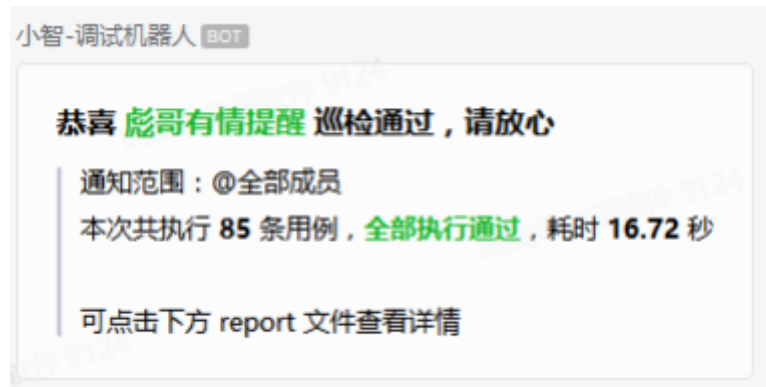 小智-调试机器人 BOT
恭喜 彪哥有情提醒 巡检通过，请放心
通知范围：@全部成员
本次共执行 85 条用例，全部执行通过，耗时 16.72 秒
可点击下方 report 文件查看详情